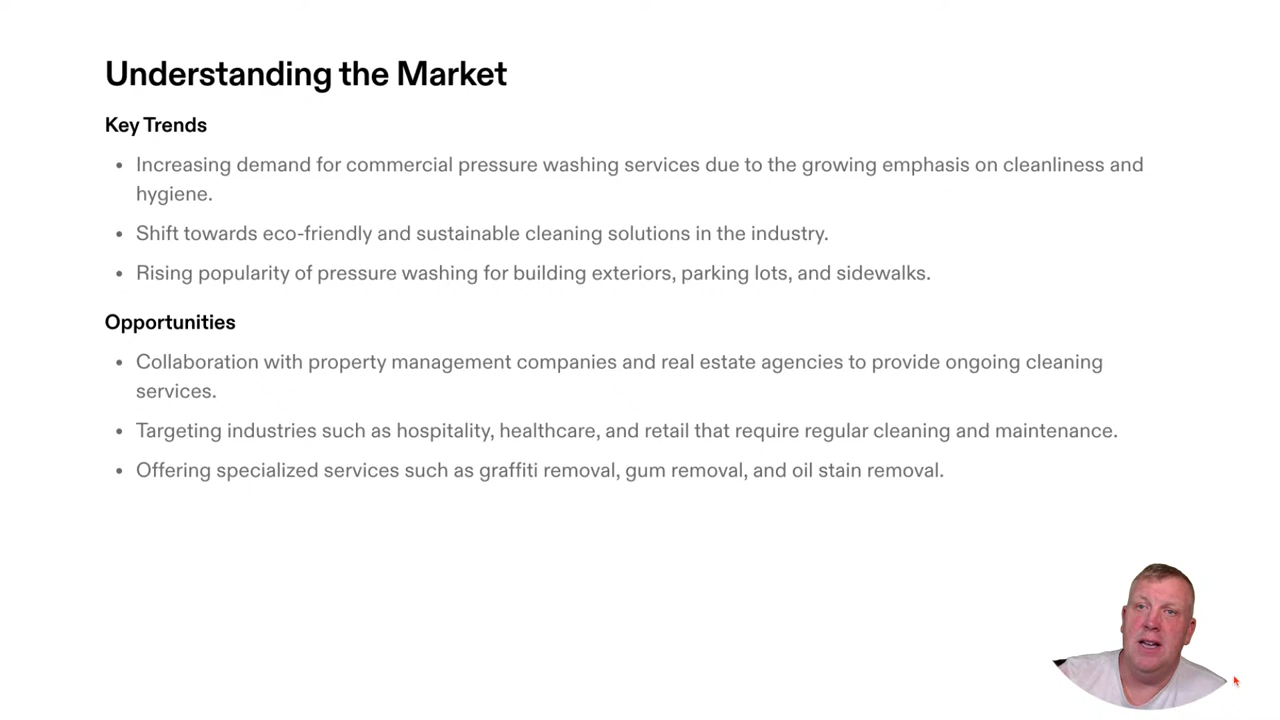 Understanding the Market
Key Trends
• Increasing demand for commercial pressure washing services due to the growing emphasis on cleanliness and
hygiene.
• Shift towards eco-friendly and sustainable cleaning solutions in the industry.
• Rising popularity of pressure washing for building exteriors, parking lots, and sidewalks.
Opportunities
• Collaboration with property management companies and real estate agencies to provide ongoing cleaning
services.
• Targeting industries such as hospitality, healthcare, and retail that require regular cleaning and maintenance.
• Offering specialized services such as graffiti removal, gum removal, and oil stain removal.